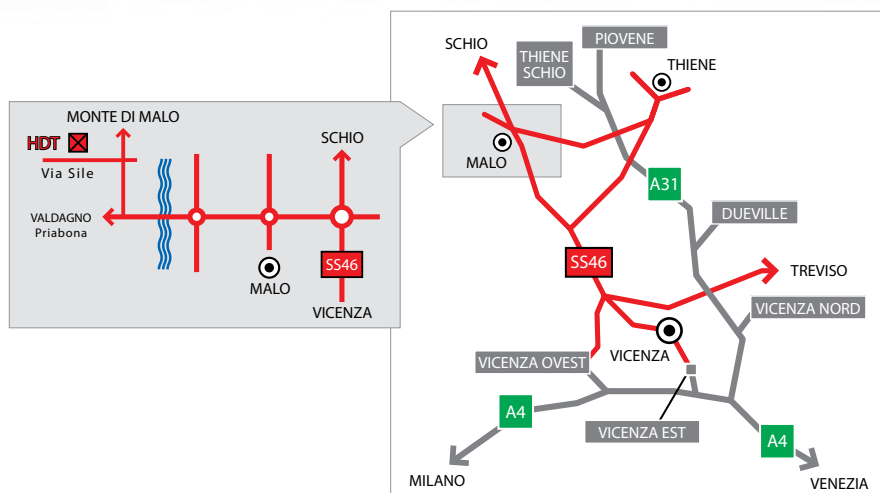 MONTE DI MALO
HDT
Via Sile
SCHIO
VALDAGNO
Priabona
SS46
MALO
VICENZA
SCHIO
PIOVENE
THIENE
SCHIO
THIENE
MALO
A31
DUEVILLE
SS46
TREVISO
VICENZA NORD
VICENZA
VICENZA OVEST
A4
VICENZA EST
A4
MILANO
VENEZIA